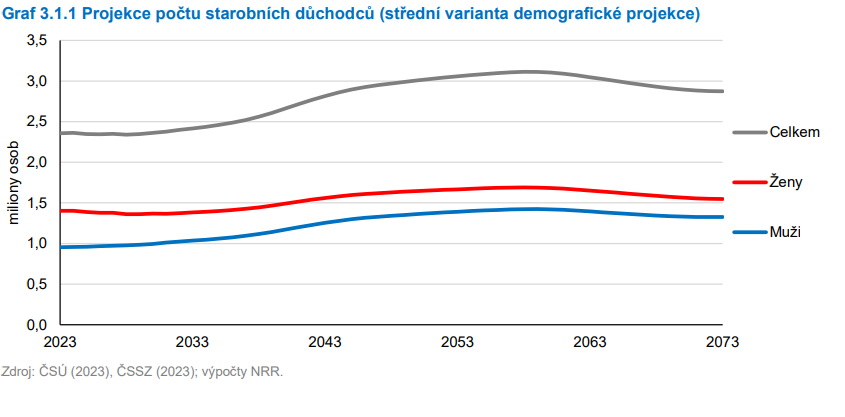 Graf 3.1.1 Projekce počtu starobních důchodců (střední varianta demografické projekce)
3,5
3,0
2,5
2,0
1,5
1,0
0,5
0,0
miliony osob
2023
2033
2043
2053
2063
2073
Celkem
Ženy
Muži
Zdroj: ČSÚ (2023), ČSSZ (2023); výpočty NRR.